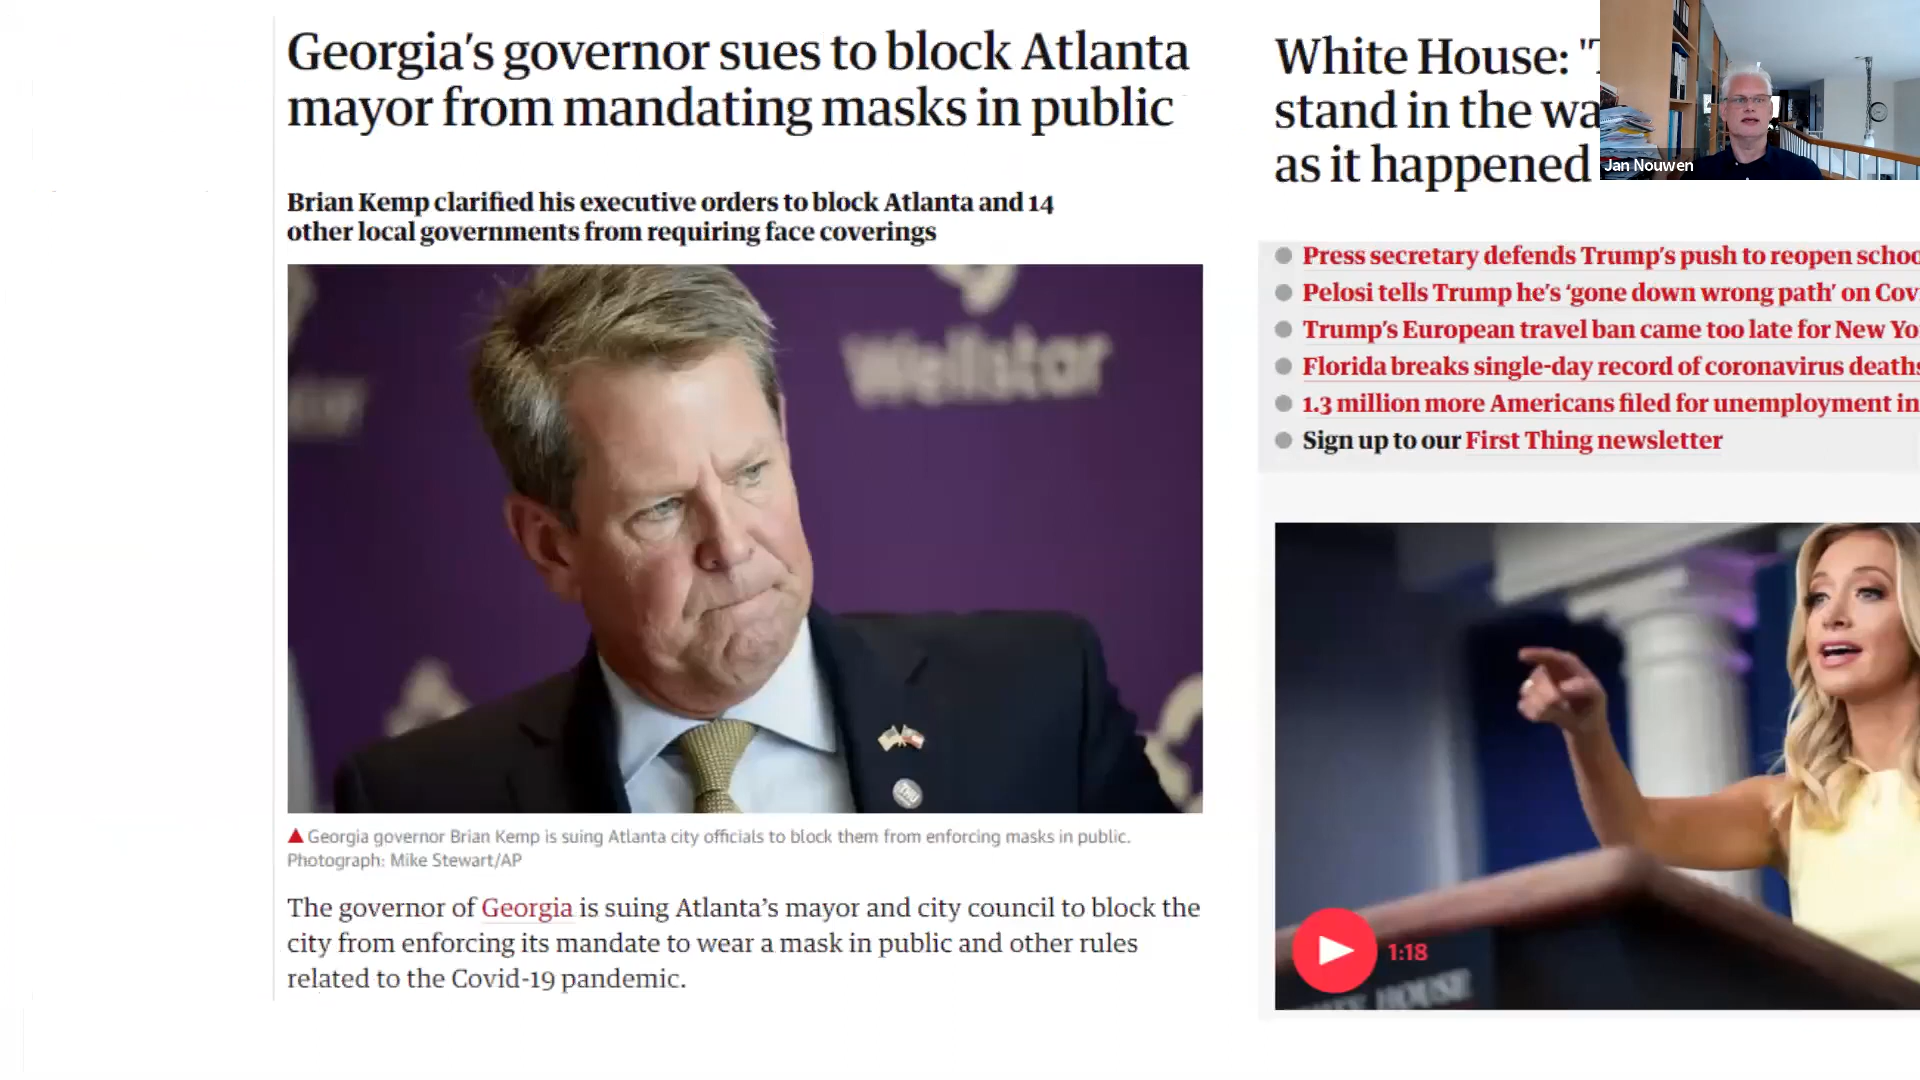 Georgia’s governor sues to block Atlanta
mayor from mandating masks in public
Brian Kemp clarified his executive orders to block Atlanta and 14
other local governments from requiring face coverings
Wellstar
Georgia governor Brian Kemp is suing Atlanta city officials to block them from enforcing masks in public.
Photograph: Mike Stewart/AP
The governor of Georgia is suing Atlanta’s mayor and city council to block the
city from enforcing its mandate to wear a mask in public and other rules
related to the Covid-19 pandemic.
White House: '
stand in the wa
as it happened
Press secretary defends Trump’s push to reopen schoo
Pelosi tells Trump he’s ‘gone down wrong path’ on Cov
Trump’s European travel ban came too late for New Yo
Florida breaks single-day record of coronavirus deaths
1.3 million more Americans filed for unemployment in
Sign up to our First Thing newsletter
1:18
HOUSE
Jan Nouwen